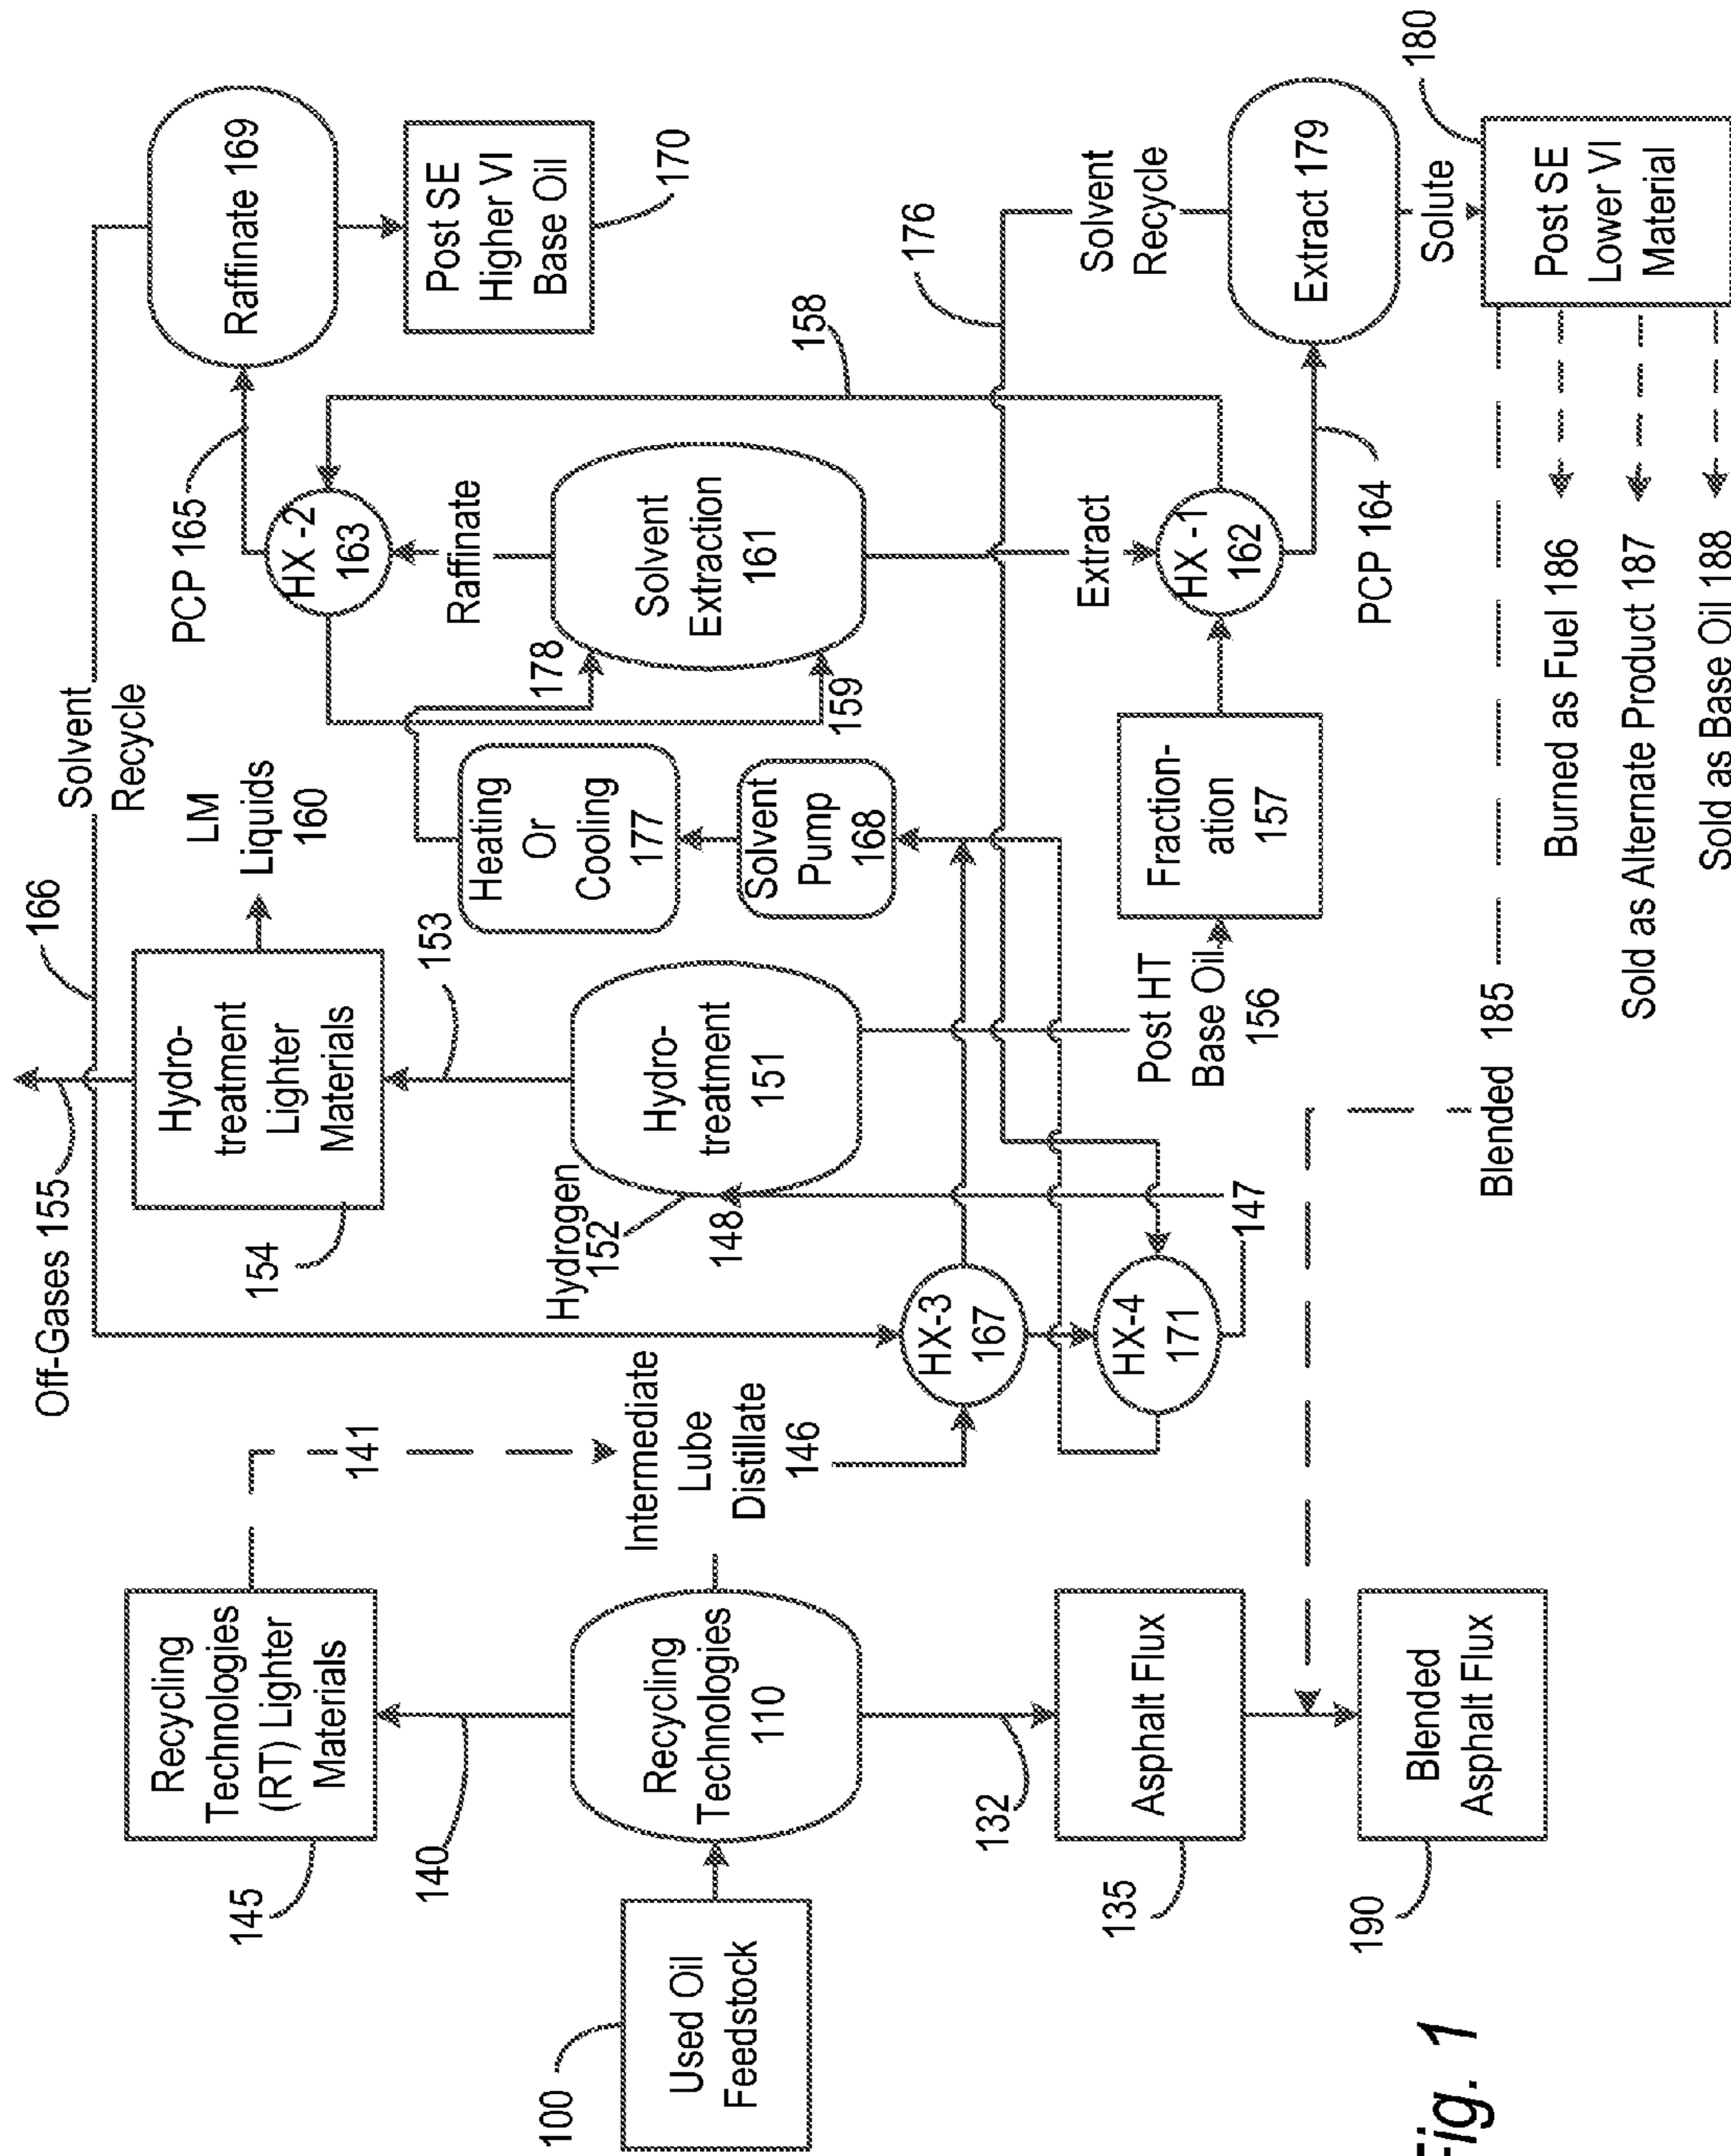 Off-Gases 155
166
Solvent
Recycle
Recycling
Technologies
(RT) Lighter
Materials
145
141
154
Hydro-
treatment
Lighter
Materials
LM
Liquids
160
PCP 165
Raffinate 169
140
153
HX -2
163
Post SE
Higher VI
Base Oil
170
Intermediate
Lube
Distillate
146
Hydrogen
152
148
Heating
Or
Cooling
177
178
Raffinate
100
Used Oil
Feedstock
Recycling
Technologies
110
Hydro-
treatment
151
Solvent
Pump
168
159
Solvent
Extraction
161
158
176
132
HX-3
167
Extract
Solvent
Recycle
135
Asphalt Flux
HX-4
171
147
Post HT
Base Oil
156
Fraction-
ation
157
HX -1
162
PCP 164
Extract 179
Solute
180
190
Blended
Asphalt Flux
Blended 185
Post SE
Lower VI
Material
Burned as Fuel 186
Sold as Alternate Product 187
Sold as Base Oil 188
Fig. 1